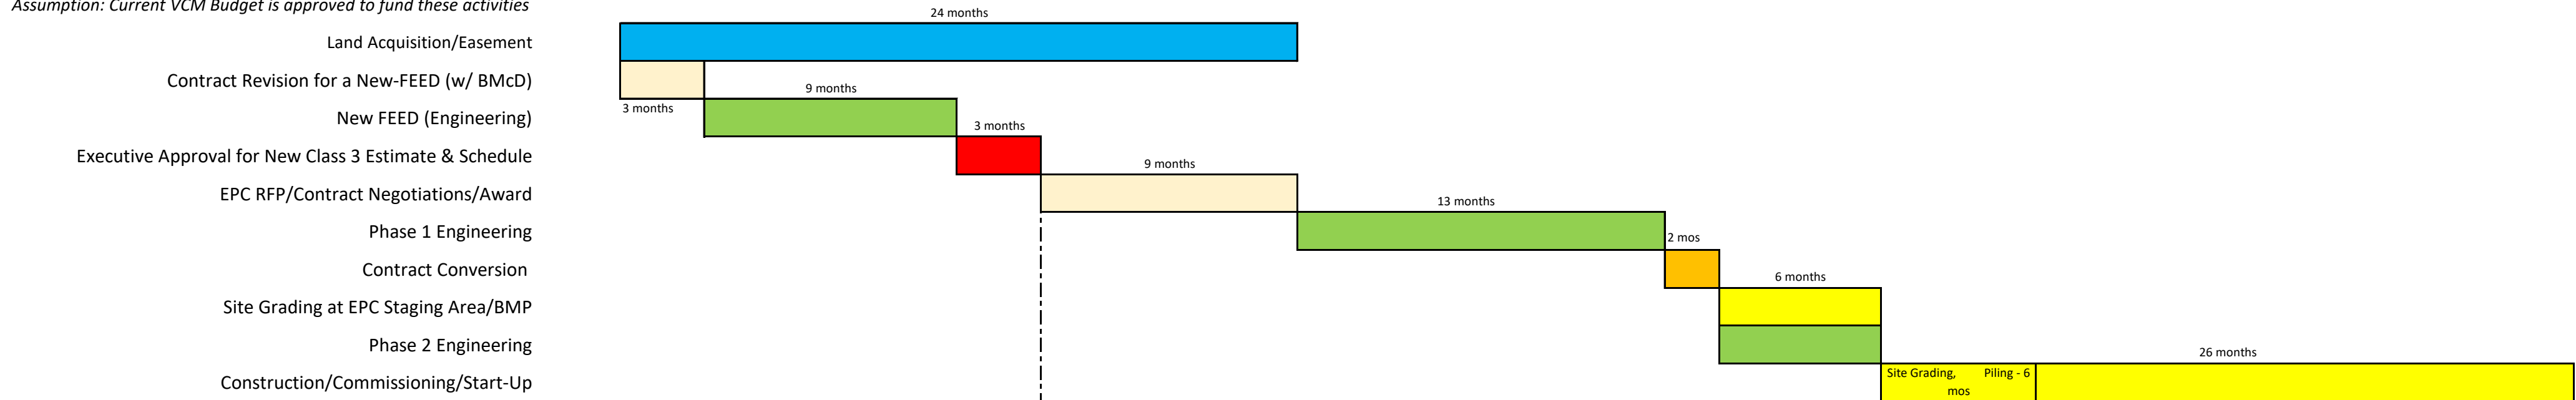 Assumption: Current VCM Budget is approved to fund these activities
24 months
Land Acquisition/Easement
Contract Revision for a New-FEED (w/ BMcD)
9 months
3 months
New FEED (Engineering)
3 months
Executive Approval for New Class 3 Estimate & Schedule
9 months
EPC RFP/Contract Negotiations/Award
13 months
Phase 1 Engineering
2 mos
Contract Conversion
6 months
Site Grading at EPC Staging Area/BMP
Phase 2 Engineering
26 months
Site Grading, Piling - 6
mos
Construction/Commissioning/Start-Up